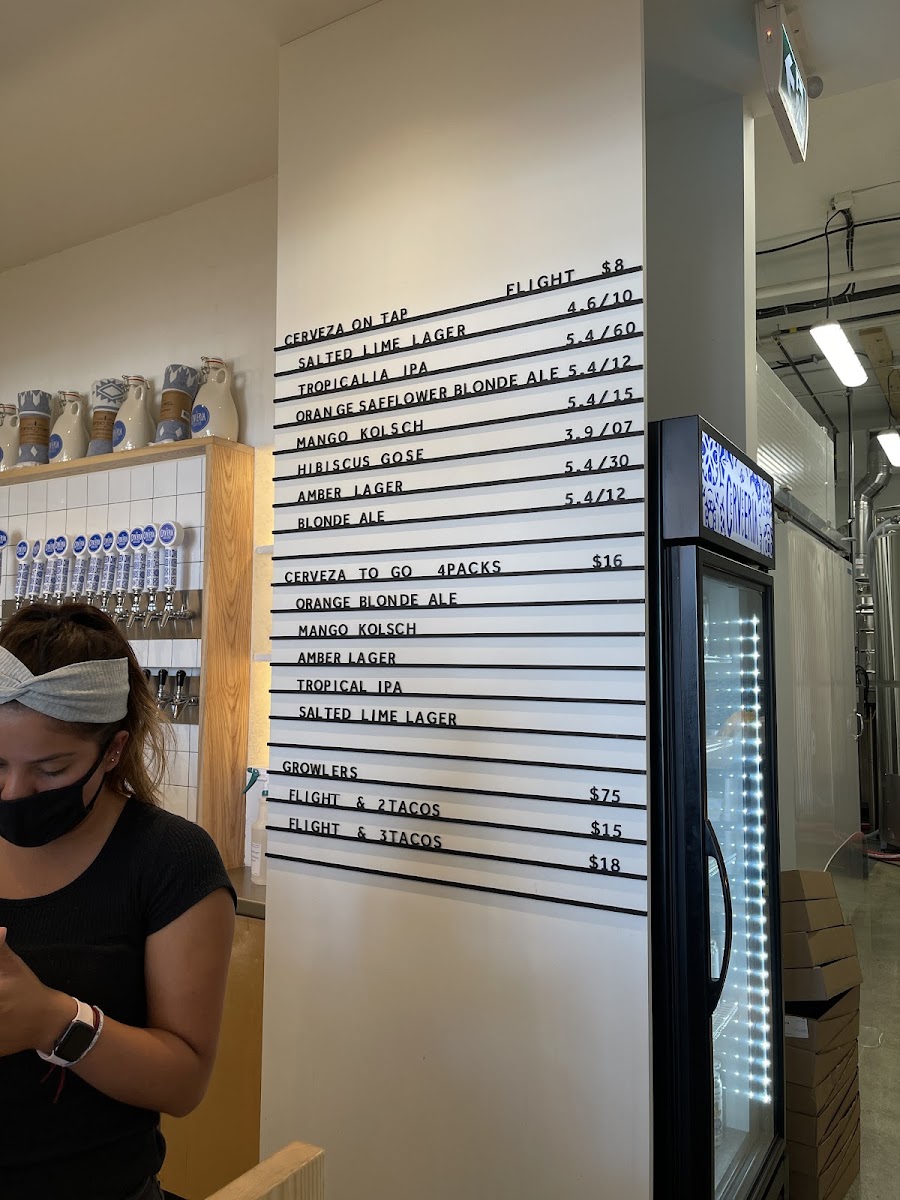 CERVEZA ON TAP FLIGHT $8
SALTED LIME LAGER 4.6/10
TROPICALIA IPA 5.4/60
ORANGE SAFFLOWER BLONDE ALE 5.4/12
MANGO KOLSCH 5.4/15
HIBISCUS GOSE 3.9/07
AMBER LAGER 5.4/30
BLONDE ALE 5.4/12
CERVEZA TO GO 4PACKS $16
ORANGE BLONDE ALE
MANGO KOLSCH
AMBER LAGER
TROPICAL IPA
SALTED LIME LAGER
GROWLERS $75
FLIGHT & 2TACOS $15
FLIGHT & 3TACOS $18